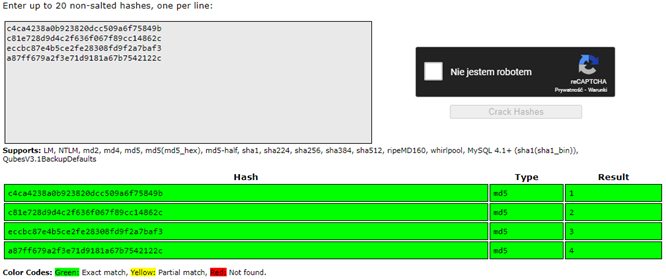 Enter up to 20 non-salted hashes, one per line:
c4ca4238a0b923820dcc509a6f75849b
c81e728d9d4c2f636f067f89cc14862c
eccbc87e4b5ce2fe28308fd9f2a7baf3
a87ff679a2f3e71d9181a67b7542122c
Nie jestem robotem
reCAPTCHA
Prywatność - Warunki
Crack Hashes
Supports: LM, NTLM, md2, md4, md5, md5(md5_hex), md5-half, sha1, sha224, sha256, sha384, sha512, ripeMD160, whirlpool, MySQL 4.1+ (sha1(sha1_bin)),
QubesV3.1BackupDefaults
Hash Type Result
c4ca4238a0b923820dcc509a6f75849b md5 1
c81e728d9d4c2f636f067f89cc14862c md5 2
eccbc87e4b5ce2fe28308fd9f2a7baf3 md5 3
a87ff679a2f3e71d9181a67b7542122c md5 4
Color Codes: Green: Exact match, Yellow: Partial match, Red: Not found.